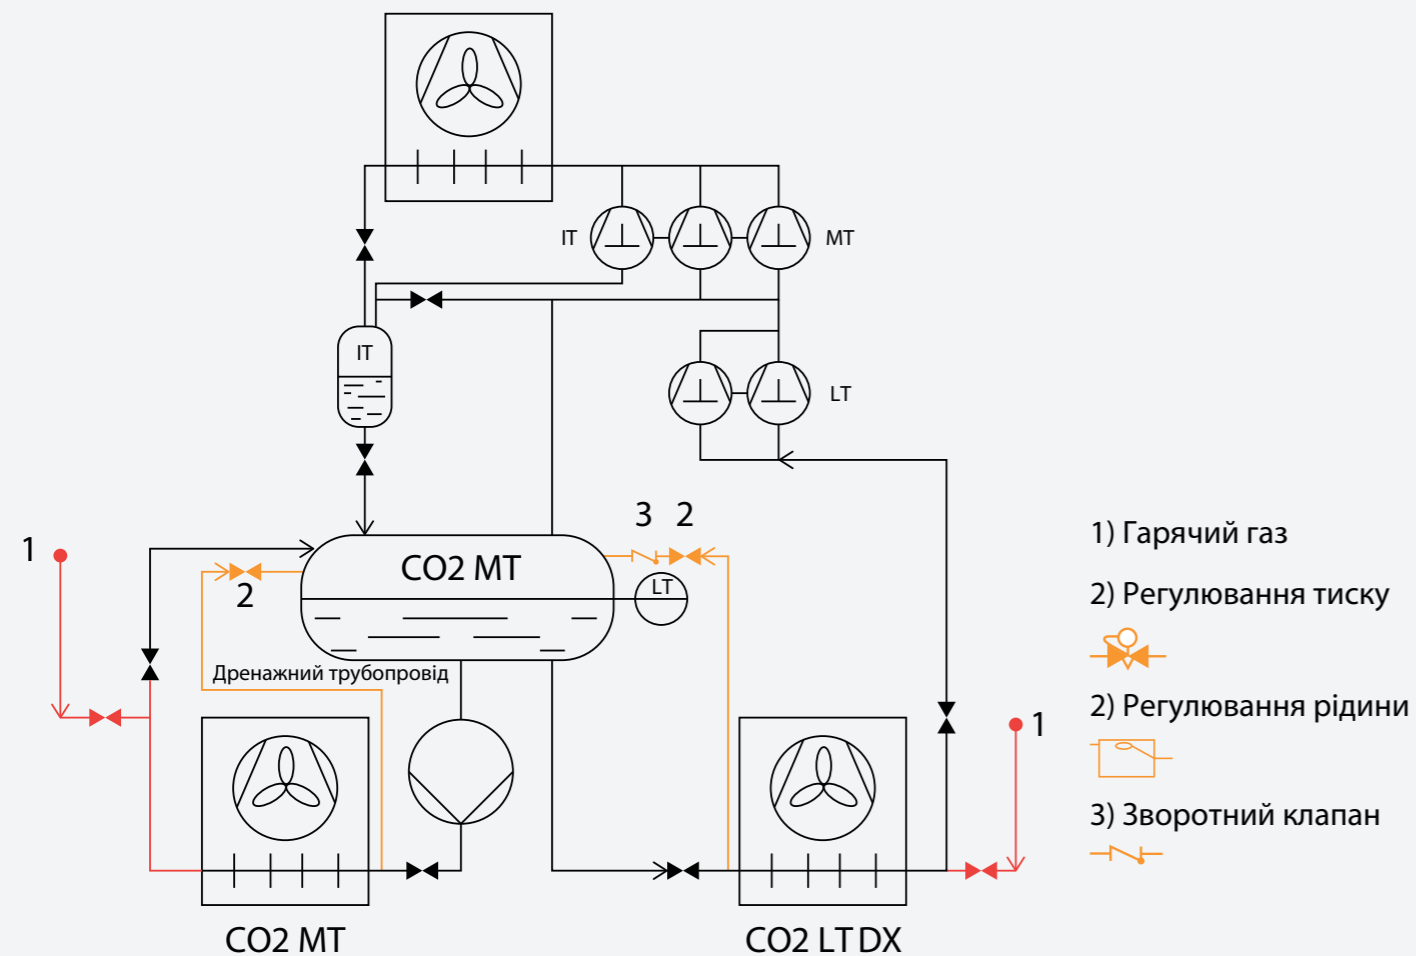 IT
MT
IT
LT
3 2
1
CO2 MT
LT
2
1) Гарячий газ
2) Регулювання тиску
Дренажний трубопровід
2) Регулювання рідини
1
3) Зворотний клапан
CO2 MT
CO2 LT DX